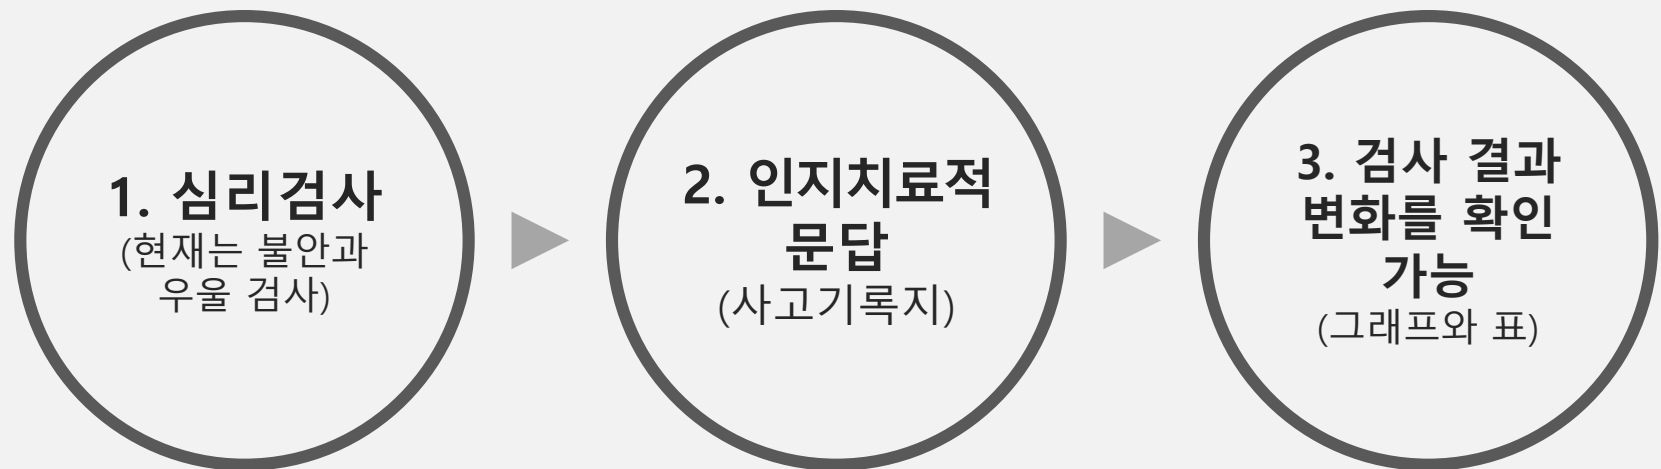 1. 심리검사
(현재는 불안과
우울 검사)
2. 인지치료적
문답
(사고기록지)
3. 검사 결과
변화를 확인
가능
(그래프와 표)